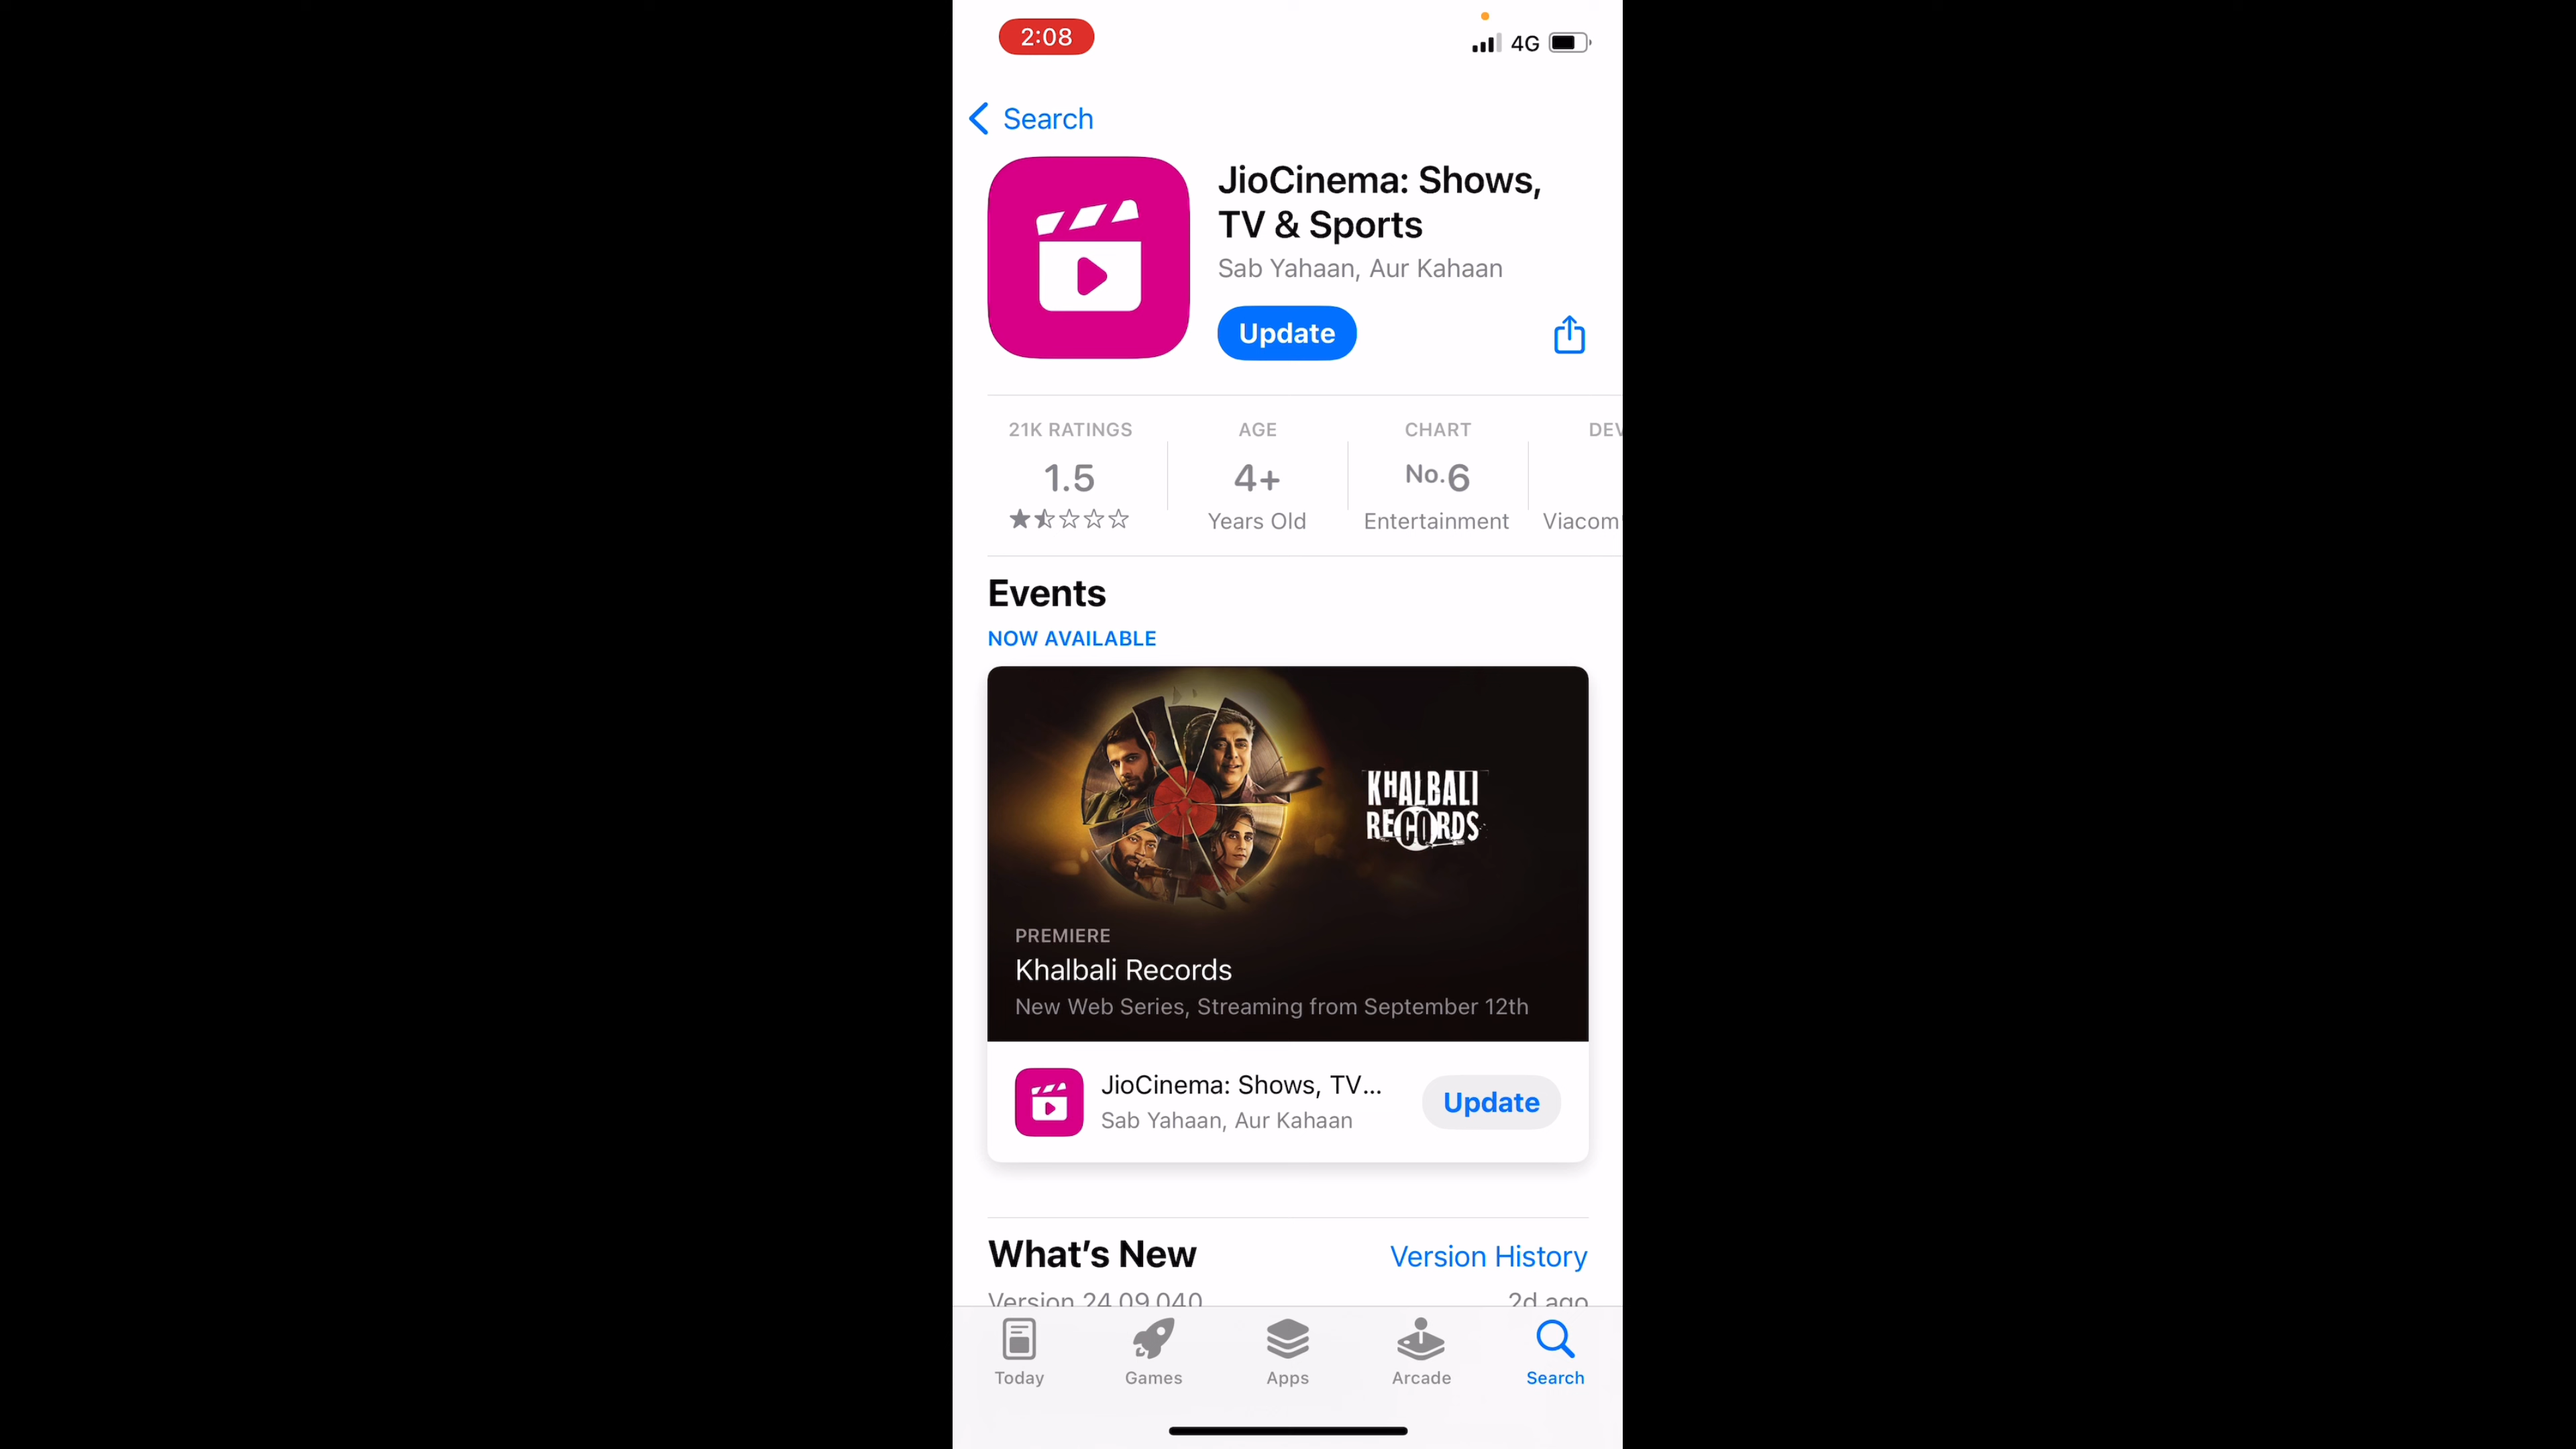 2:08
4G
Search
JioCinema: Shows,
TV & Sports
Sab Yahaan, Aur Kahaan
Update
21K RATINGS
1.5
AGE
4+
Years Old
CHART
No.6
Entertainment
DEV
Viacom
Events
NOW AVAILABLE
KHALBALI
RECORDS
PREMIERE
Khalbali Records
New Web Series, Streaming from September 12th
JioCinema: Shows, TV...
Sab Yahaan, Aur Kahaan
Update
What's New
Version History
Version 24.09.040
2d ago
Today
Games
Apps
Arcade
Search